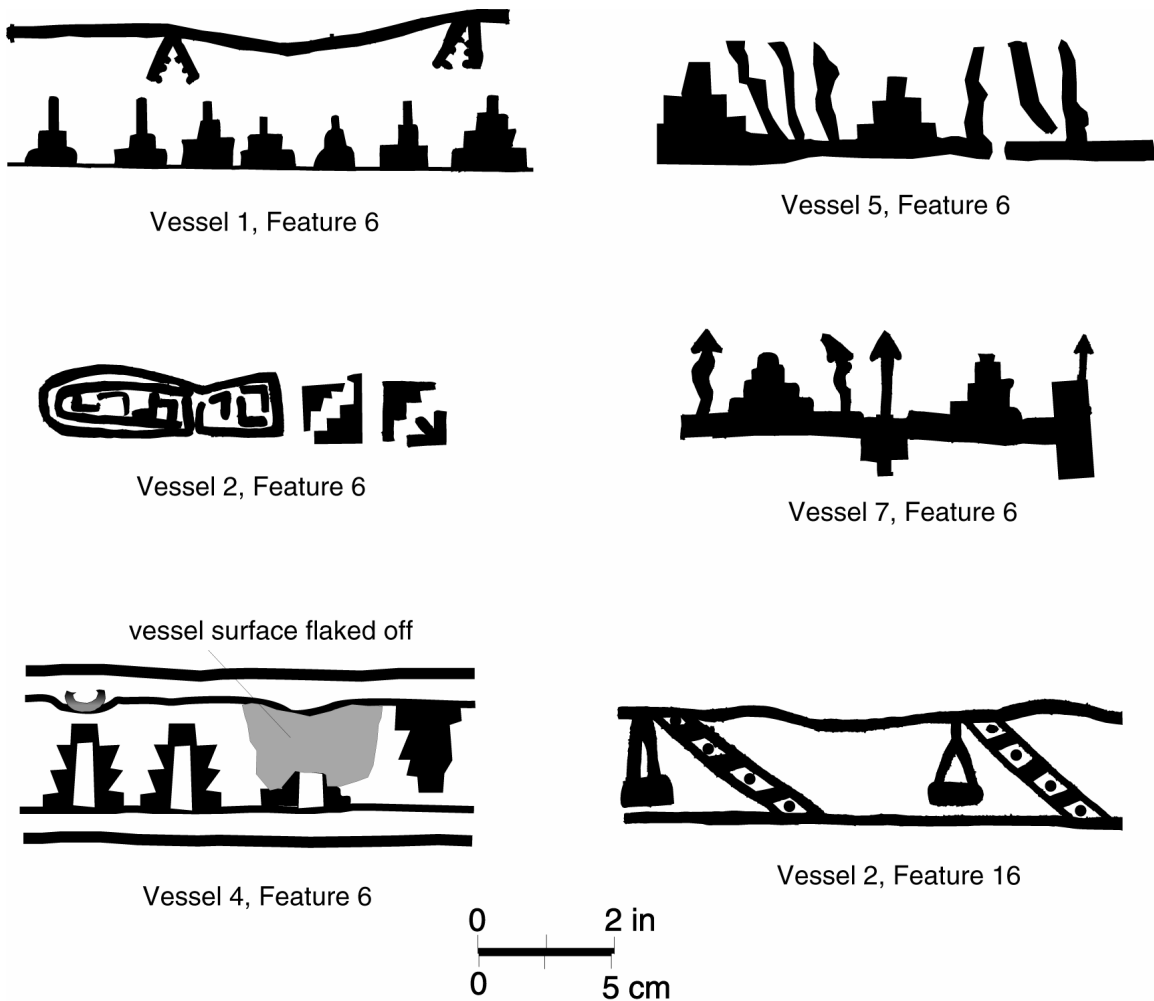 Vessel 1, Feature 6
Vessel 5, Feature 6
Vessel 2, Feature 6
Vessel 7, Feature 6
vessel surface flaked off
Vessel 4, Feature 6
Vessel 2, Feature 16
0 2 in
0 5 cm